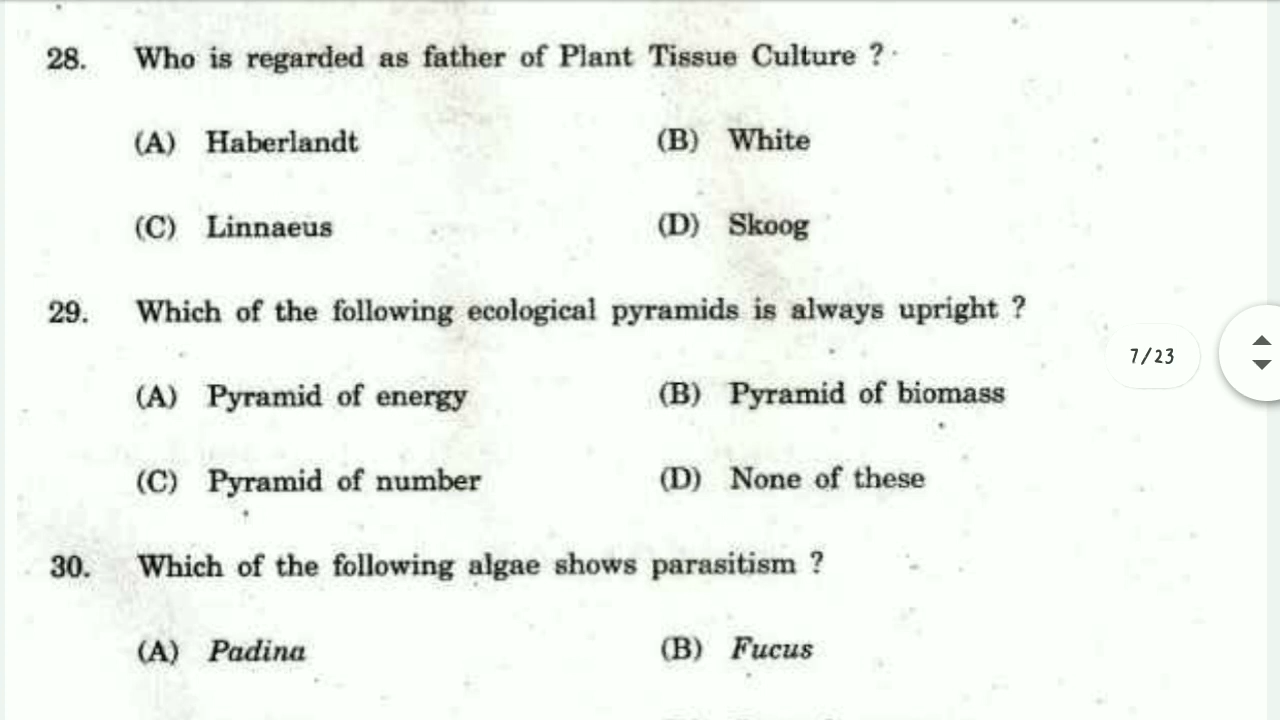 28. Who is regarded as father of Plant Tissue Culture ?
(A) Haberlandt (B) White
(C) Linnaeus (D) Skoog
29. Which of the following ecological pyramids is always upright ?
(A) Pyramid of energy (B) Pyramid of biomass
7/23
(C) Pyramid of number (D) None of these
30. Which of the following algae shows parasitism ?
(A) Padina (B) Fucus